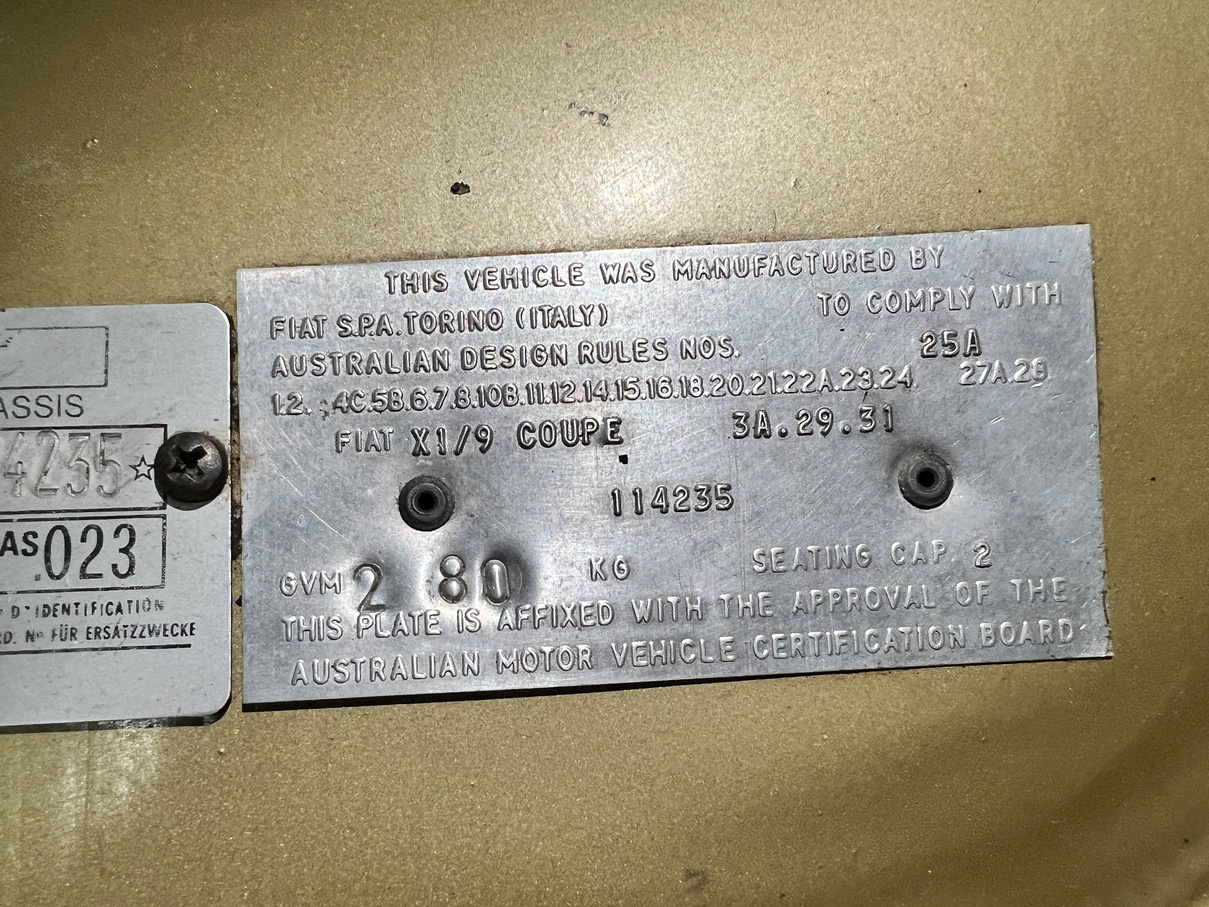 ASSIS
4235☆
AS 023
D'IDENTIFICATION
RD. Nº FÜR ERSATZZWECKE
THIS VEHICLE WAS MANUFACTURED BY
FIAT S.P.A. TORINO (ITALY) TO COMPLY WITH
AUSTRALIAN DESIGN RULES NOS. 25A
1.2. 4C.5B.6.7.8.10B.11.12.14.15.16.18.20.21.22A.23.24 27A.28
FIAT X1/9 COUPE 3A.29.31
114235
GVM 2 80 KG SEATING CAP. 2
THIS PLATE IS AFFIXED WITH THE APPROVAL OF THE
AUSTRALIAN MOTOR VEHICLE CERTIFICATION BOARD